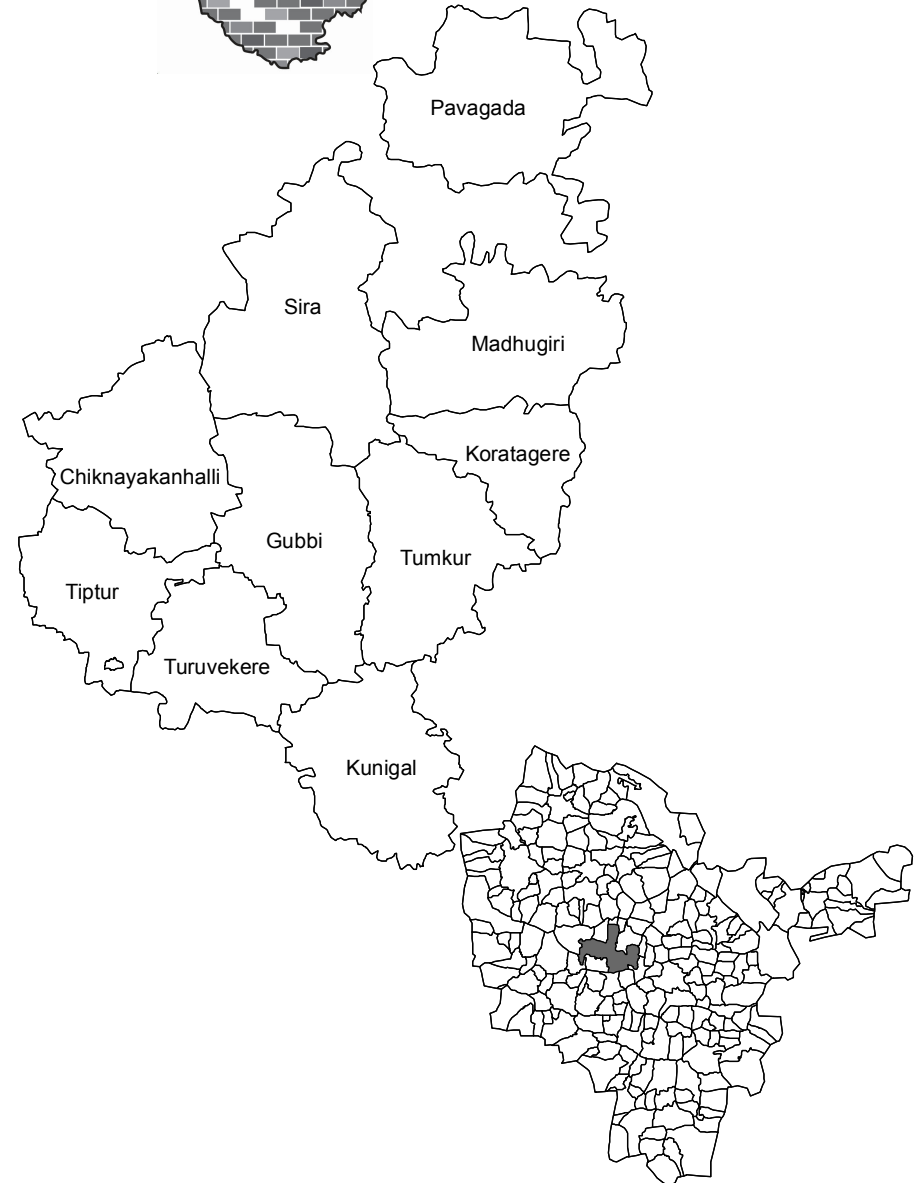 Pavagada
Sira
Madhugiri
Koratagere
Chiknayakanhalli
Gubbi
Tumkur
Tiptur
Turuvekere
Kunigal